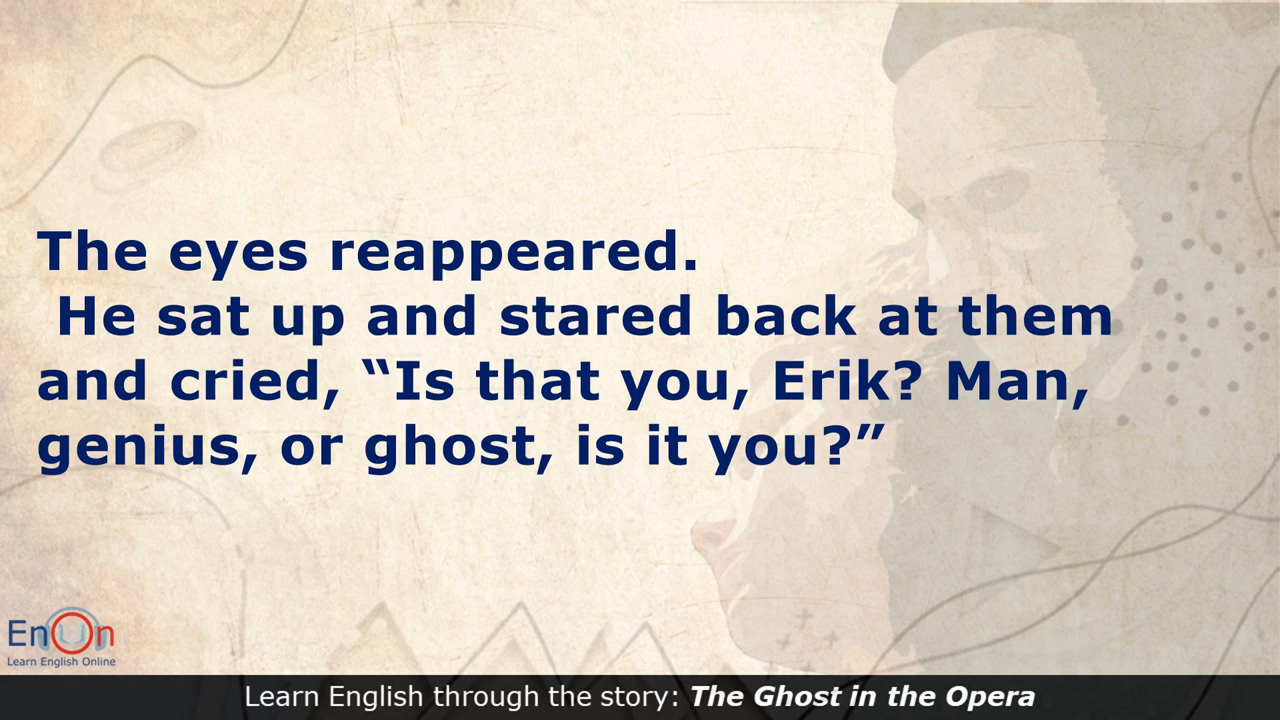 The eyes reappeared.
He sat up and stared back at them
and cried, “Is that you, Erik? Man,
genius, or ghost, is it you?”
EnOn
Learn English Online
Learn English through the story: The Ghost in the Opera